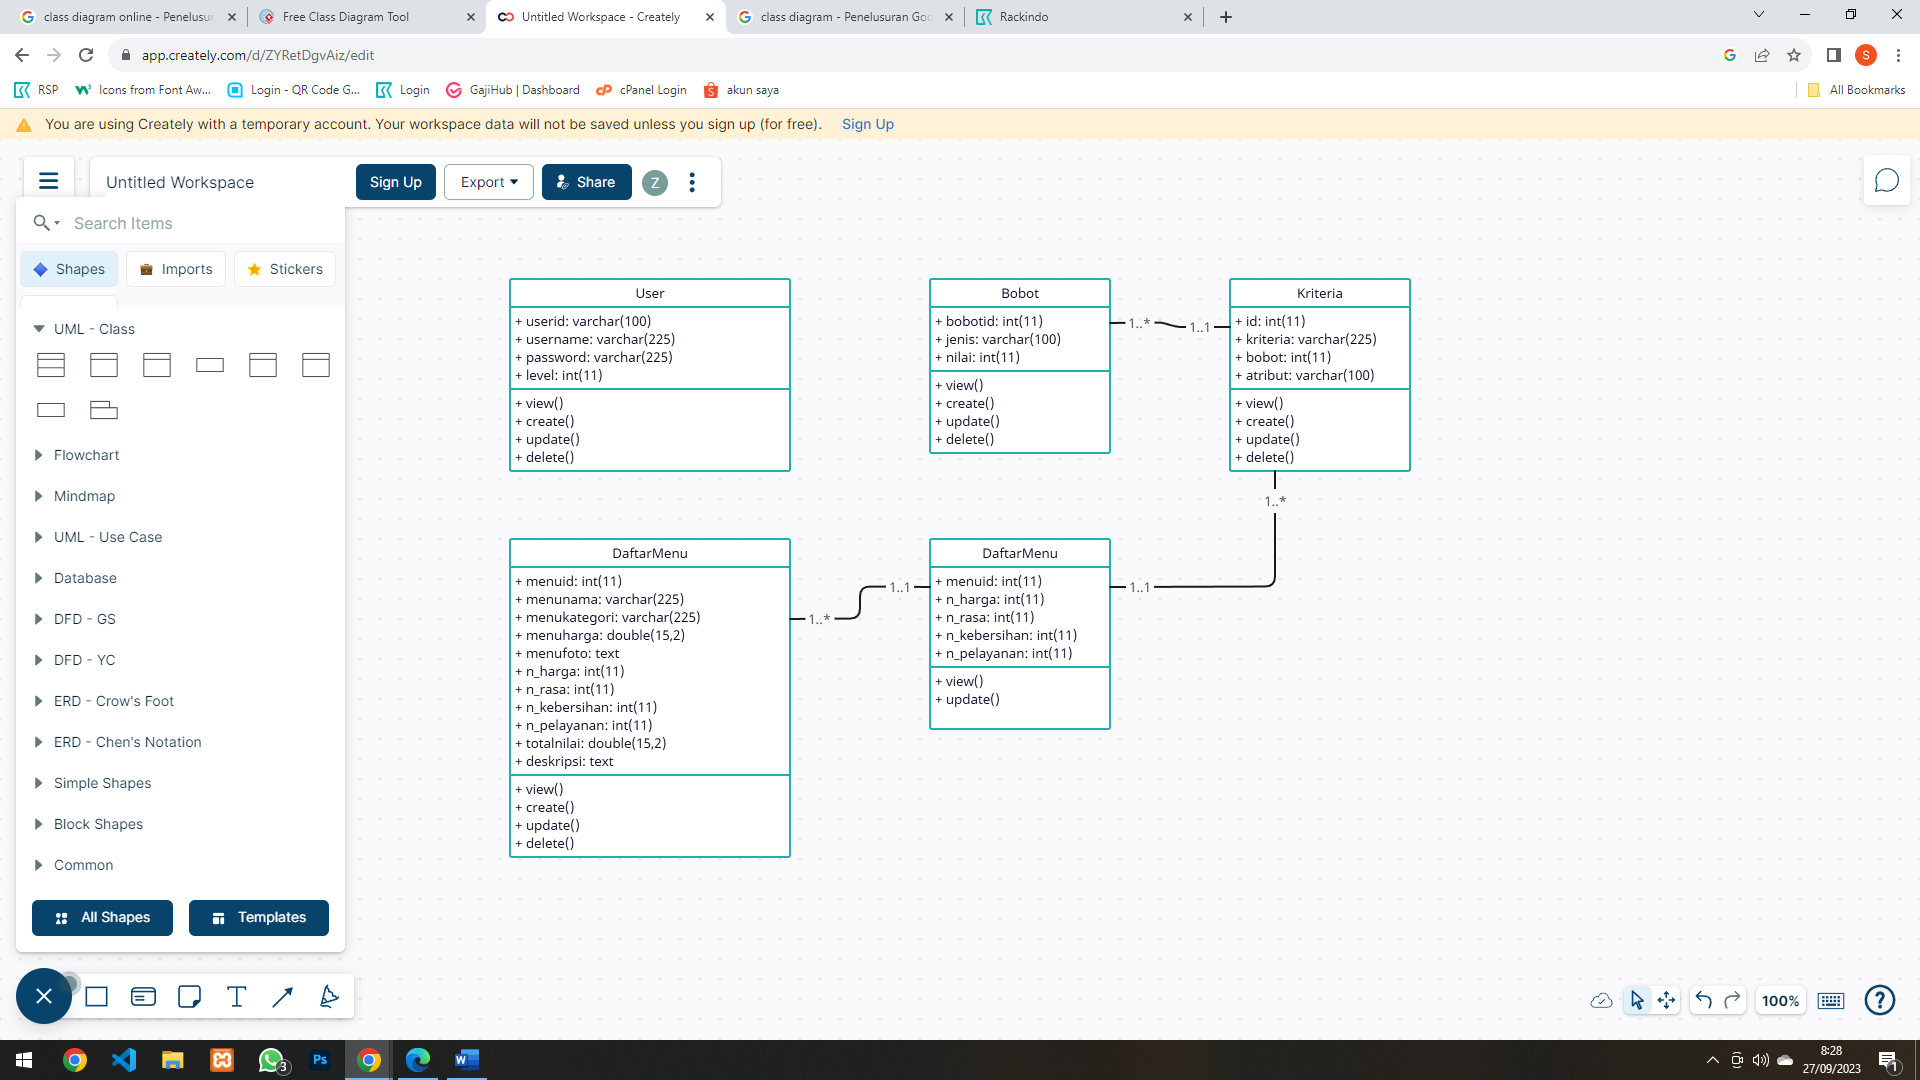 class diagram online - Penelusur
Free Class Diagram Tool
Untitled Workspace - Creately
class diagram - Penelusuran Goo
Rackindo
app.creately.com/d/ZYRetDgvAiz/edit
S
RSP
Icons from Font Aw...
Login - QR Code G...
Login
GajiHub | Dashboard
cPanel Login
akun saya
All Bookmarks
You are using Creately with a temporary account. Your workspace data will not be saved unless you sign up (for free). Sign Up
Untitled Workspace
Sign Up
Export
Share
Z
Search Items
Shapes
Imports
Stickers
UML - Class
Flowchart
Mindmap
UML - Use Case
Database
DFD - GS
DFD - YC
ERD - Crow's Foot
ERD - Chen's Notation
Simple Shapes
Block Shapes
Common
All Shapes
Templates
User
+ userid: varchar(100)
+ username: varchar(225)
+ password: varchar(225)
+ level: int(11)
+ view()
+ create()
+ update()
+ delete()
Bobot
+ bobotid: int(11)
+ jenis: varchar(100)
+ nilai: int(11)
+ view()
+ create()
+ update()
+ delete()
1..*
1..1
Kriteria
+ id: int(11)
+ kriteria: varchar(225)
+ bobot: int(11)
+ atribut: varchar(100)
+ view()
+ create()
+ update()
+ delete()
1..*
DaftarMenu
+ menuid: int(11)
+ menunama: varchar(225)
+ menukategori: varchar(225)
+ menuharga: double(15,2)
+ menufoto: text
+ n_harga: int(11)
+ n_rasa: int(11)
+ n_kebersihan: int(11)
+ n_pelayanan: int(11)
+ totalnilai: double(15,2)
+ deskripsi: text
+ view()
+ create()
+ update()
+ delete()
1..*
1..1
DaftarMenu
+ menuid: int(11)
+ n_harga: int(11)
+ n_rasa: int(11)
+ n_kebersihan: int(11)
+ n_pelayanan: int(11)
+ view()
+ update()
1..1
100%
3
Ps
8:28
27/09/2023
1